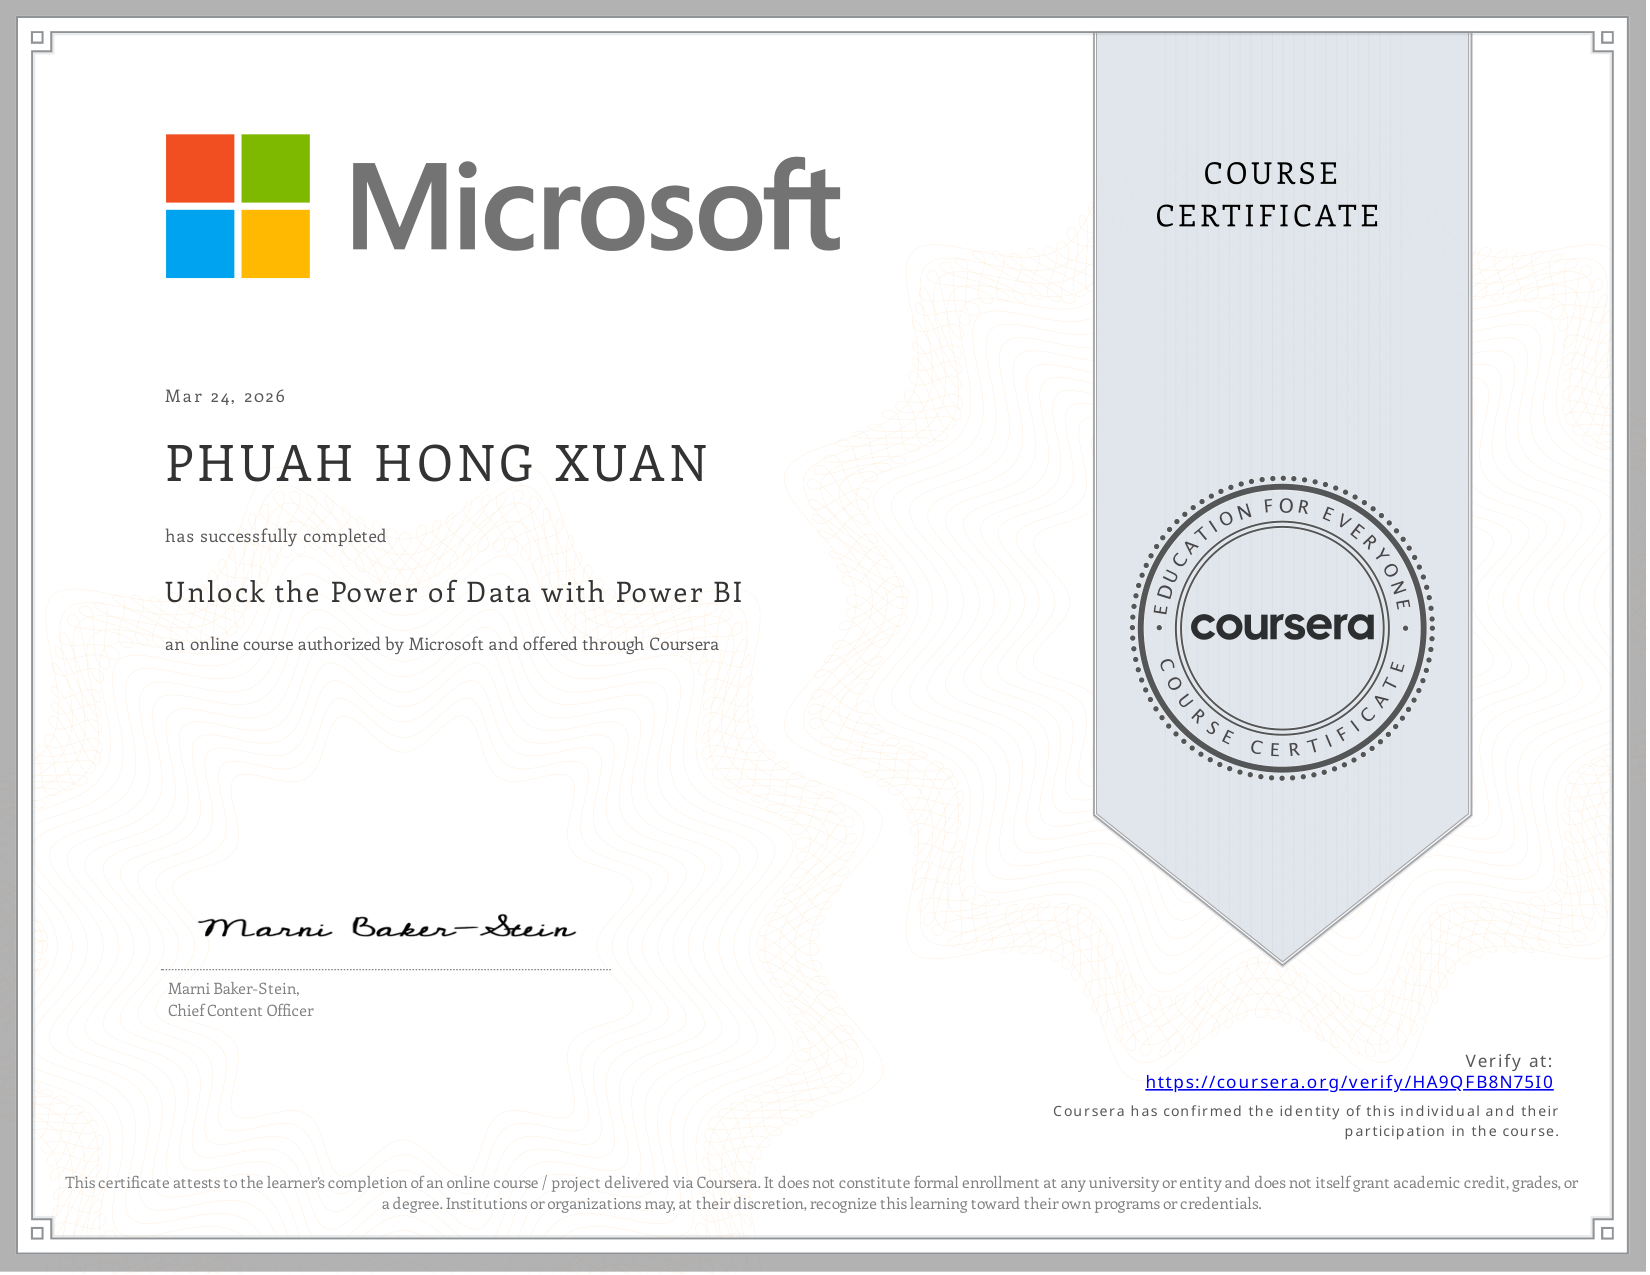 Microsoft
COURSE
CERTIFICATE
Mar 24, 2026
PHUAH HONG XUAN
has successfully completed
Unlock the Power of Data with Power BI
an online course authorized by Microsoft and offered through Coursera
EDUCATION FOR EVERYONE
coursera
COURSE CERTIFICATE
Marni Baker-Stein
Marni Baker-Stein,
Chief Content Officer
Verify at:
https://coursera.org/verify/HA9QFB8N75I0
Coursera has confirmed the identity of this individual and their
participation in the course.
This certificate attests to the learner's completion of an online course / project delivered via Coursera. It does not constitute formal enrollment at any university or entity and does not itself grant academic credit, grades, or
a degree. Institutions or organizations may, at their discretion, recognize this learning toward their own programs or credentials.